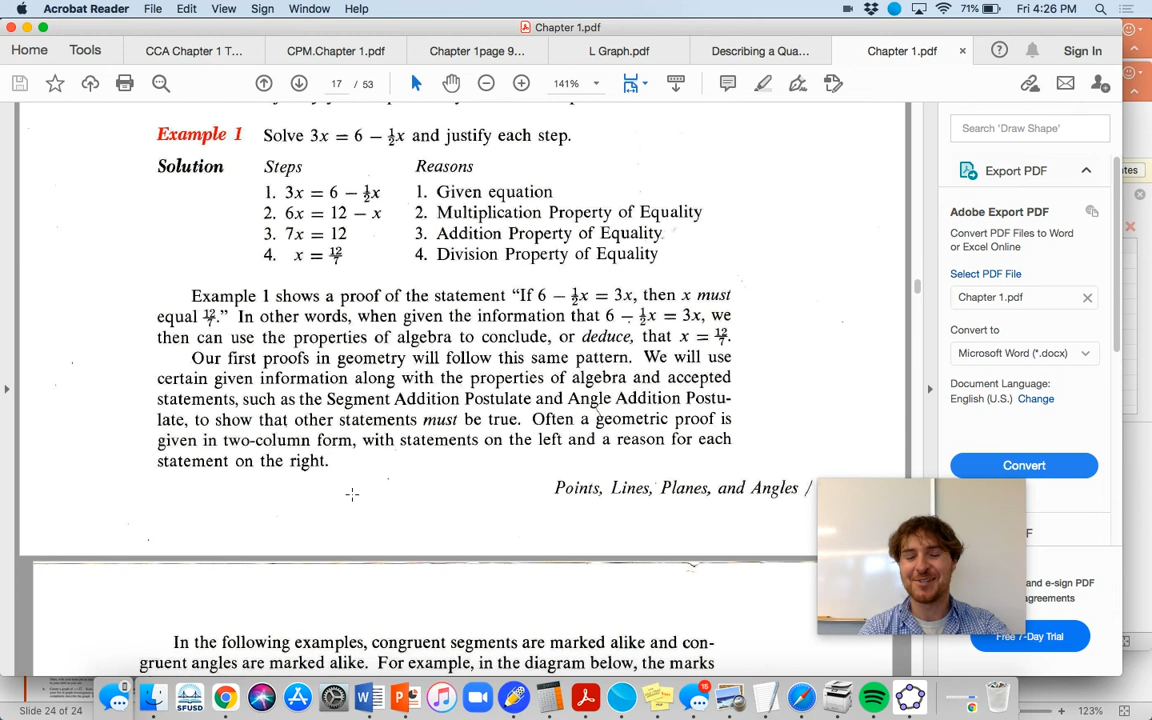 Acrobat Reader File Edit View Sign Window Help 71% Fri 4:26 PM
Chapter 1.pdf
Home Tools CCA Chapter 1 T... CPM.Chapter 1.pdf Chapter 1page 9... L Graph.pdf Describing a Qua... Chapter 1.pdf × Sign In
17 / 53 141%
Example 1 Solve 3x = 6 − ½x and justify each step.
Solution Steps Reasons
1. 3x = 6 − ½x 1. Given equation
2. 6x = 12 − x 2. Multiplication Property of Equality
3. 7x = 12 3. Addition Property of Equality
4. x = 12/7 4. Division Property of Equality
Example 1 shows a proof of the statement “If 6 − ½x = 3x, then x must
equal 12/7.” In other words, when given the information that 6 − ½x = 3x, we
then can use the properties of algebra to conclude, or deduce, that x = 12/7.
Our first proofs in geometry will follow this same pattern. We will use
certain given information along with the properties of algebra and accepted
statements, such as the Segment Addition Postulate and Angle Addition Postu-
late, to show that other statements must be true. Often a geometric proof is
given in two-column form, with statements on the left and a reason for each
statement on the right.
Points, Lines, Planes, and Angles /
In the following examples, congruent segments are marked alike and con-
gruent angles are marked alike. For example, in the diagram below, the marks
Search 'Draw Shape'
Export PDF
Adobe Export PDF
Convert PDF Files to Word
or Excel Online
Select PDF File
Chapter 1.pdf ×
Convert to
Microsoft Word (*.docx)
Document Language:
English (U.S.) Change
Convert
F
and e-sign PDF
agreements
Free 7-Day Trial
tes
SFUSD
15
Slide 24 of 24
123%